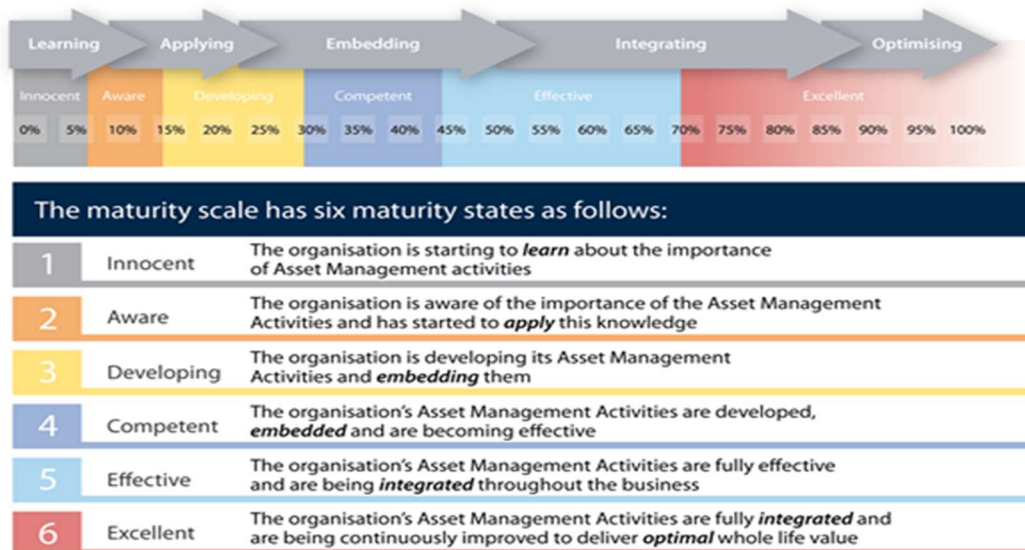 Learning Applying Embedding Integrating Optimising
Innocent Aware Developing Competent Effective Excellent
0% 5% 10% 15% 20% 25% 30% 35% 40% 45% 50% 55% 60% 65% 70% 75% 80% 85% 90% 95% 100%
The maturity scale has six maturity states as follows:
1 Innocent The organisation is starting to learn about the importance
of Asset Management activities
2 Aware The organisation is aware of the importance of the Asset Management
Activities and has started to apply this knowledge
3 Developing The organisation is developing its Asset Management
Activities and embedding them
4 Competent The organisation's Asset Management Activities are developed,
embedded and are becoming effective
5 Effective The organisation's Asset Management Activities are fully effective
and are being integrated throughout the business
6 Excellent The organisation's Asset Management Activities are fully integrated and
are being continuously improved to deliver optimal whole life value